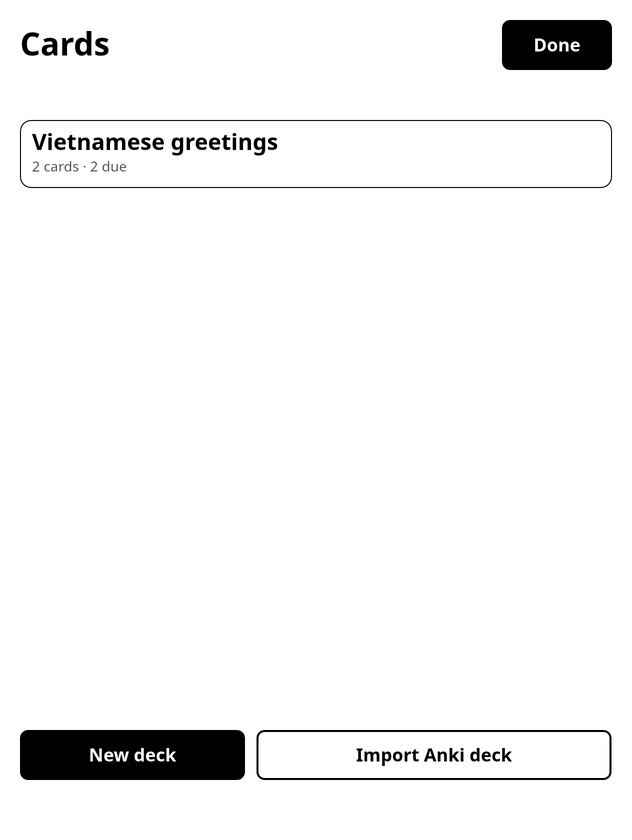 Cards
Done
Vietnamese greetings
2 cards · 2 due
New deck
Import Anki deck